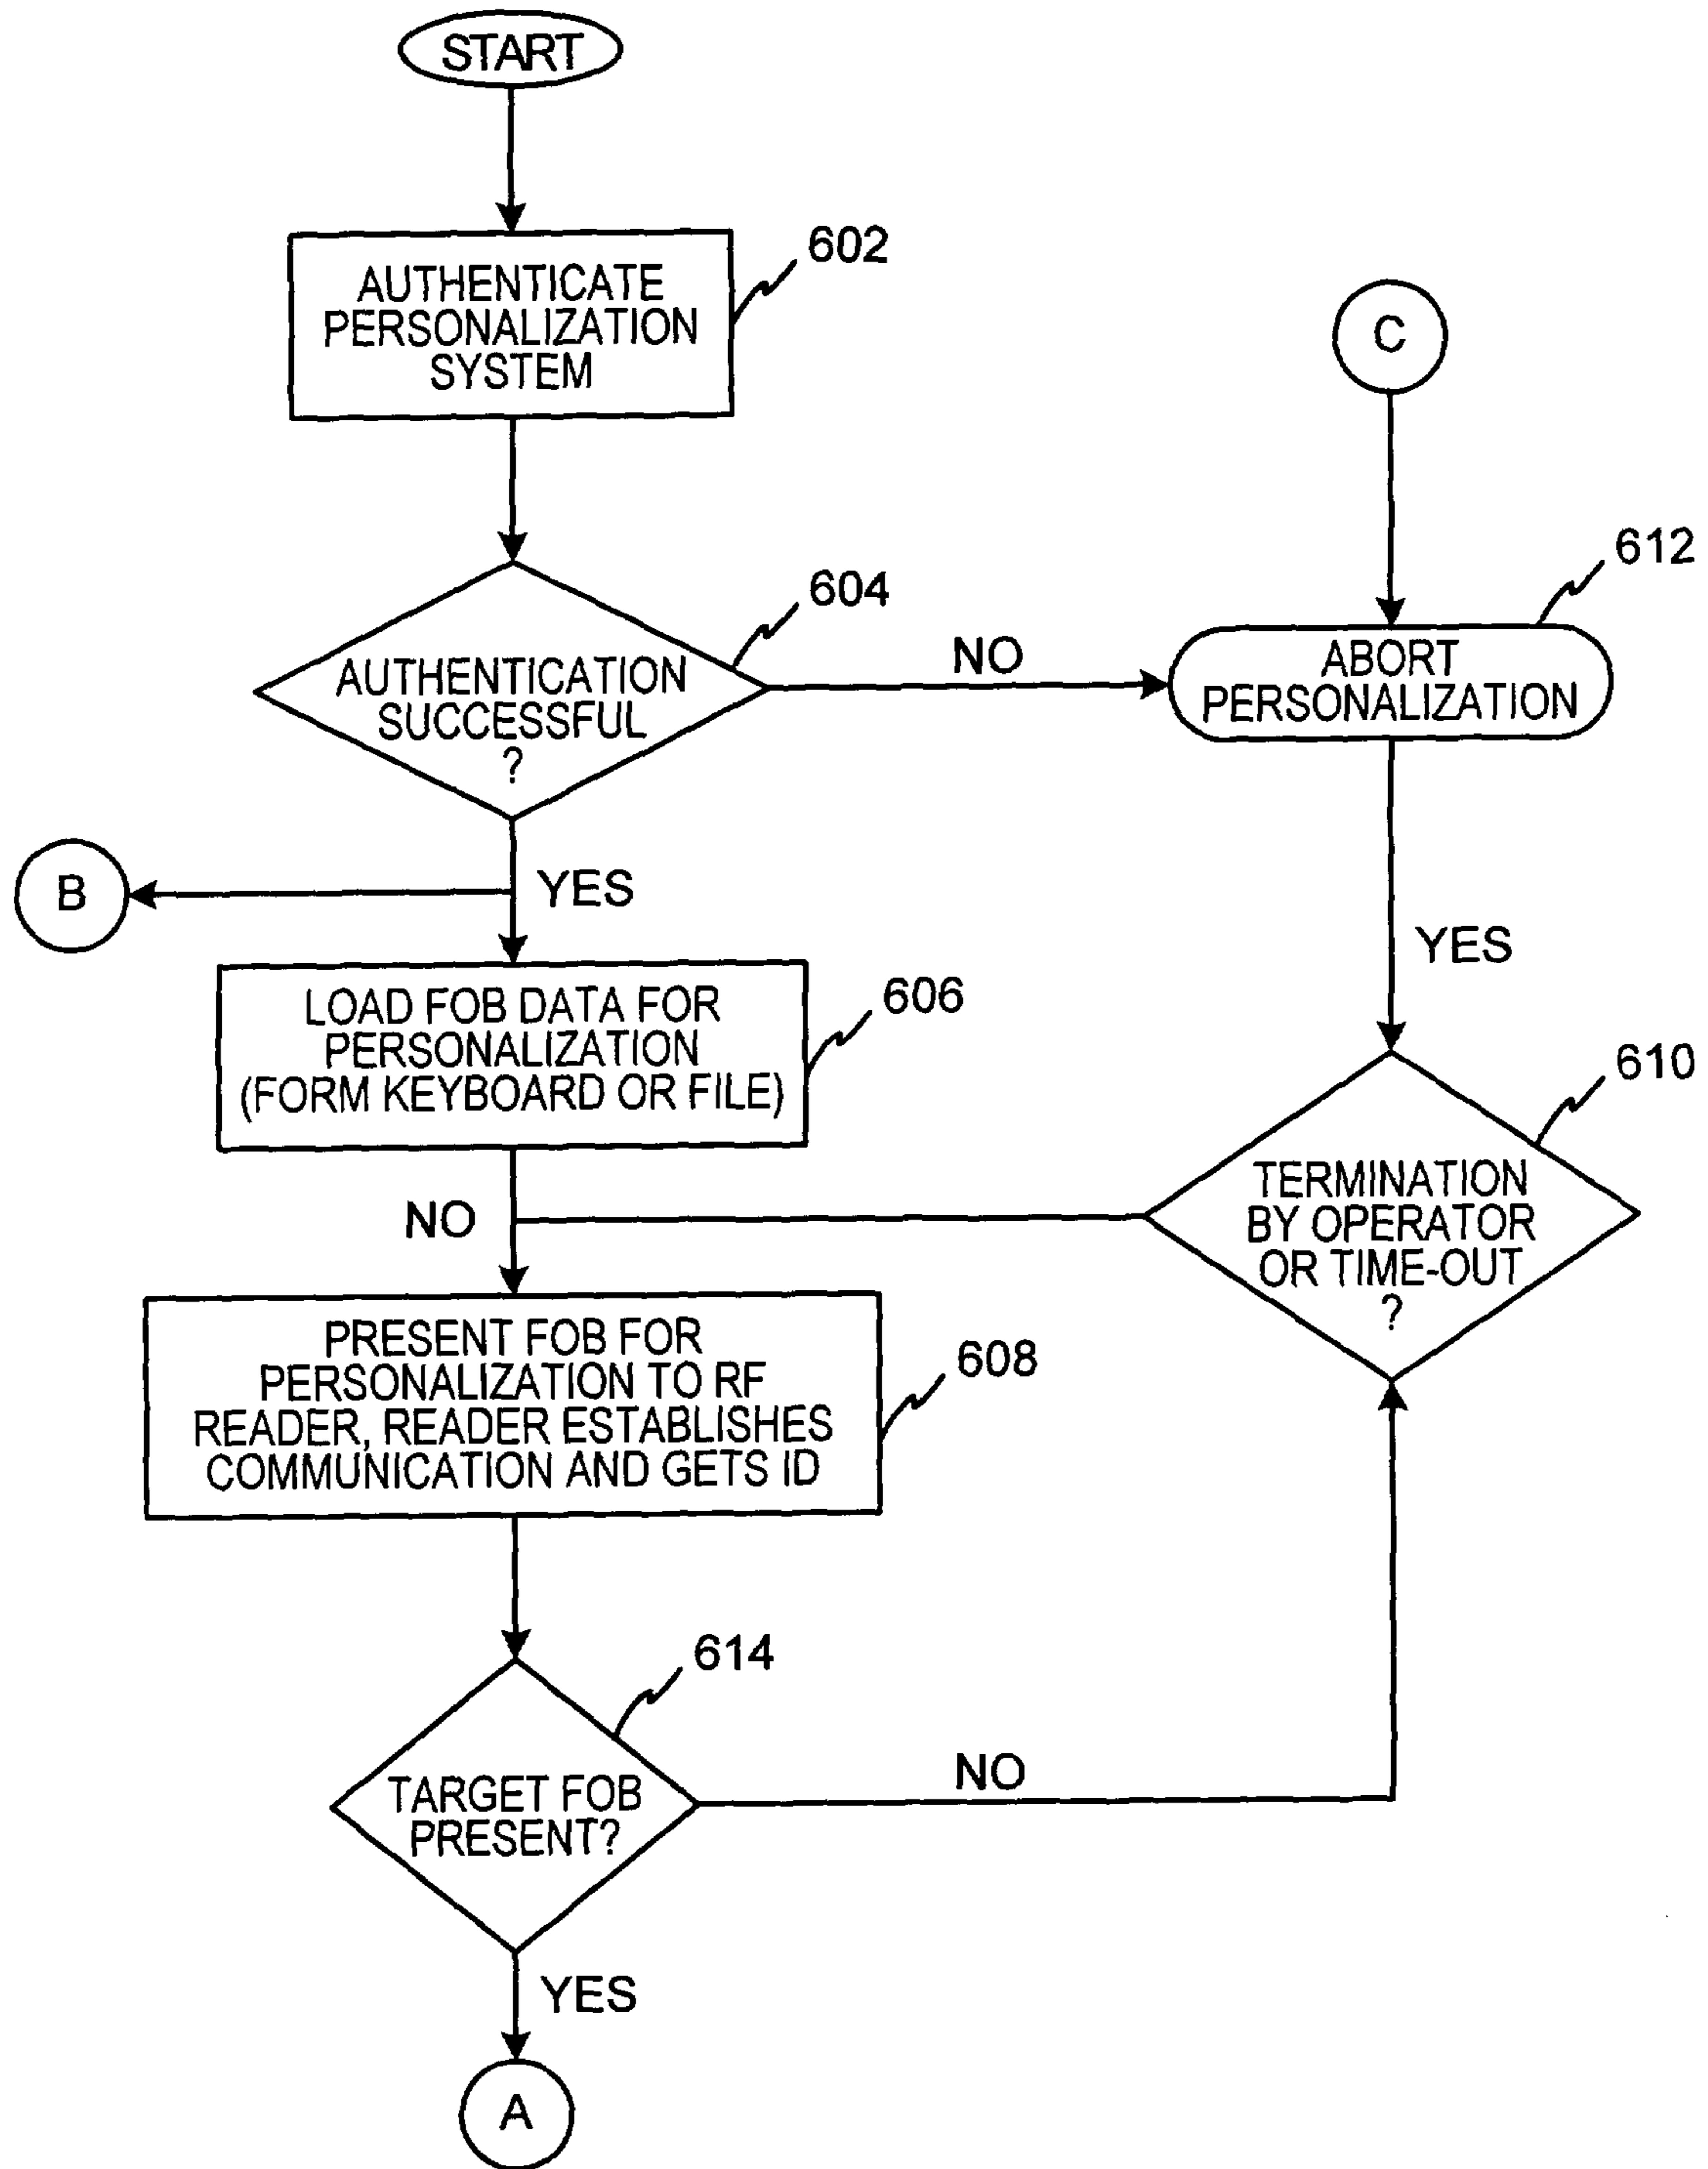 START
602
AUTHENTICATE
PERSONALIZATION
SYSTEM
C
612
604
AUTHENTICATION
SUCCESSFUL
?
NO
ABORT
PERSONALIZATION
B
YES
YES
606
LOAD FOB DATA FOR
PERSONALIZATION
(FORM KEYBOARD OR FILE)
610
TERMINATION
BY OPERATOR
OR TIME-OUT
?
NO
608
PRESENT FOB FOR
PERSONALIZATION TO RF
READER, READER ESTABLISHES
COMMUNICATION AND GETS ID
614
TARGET FOB
PRESENT?
NO
YES
A